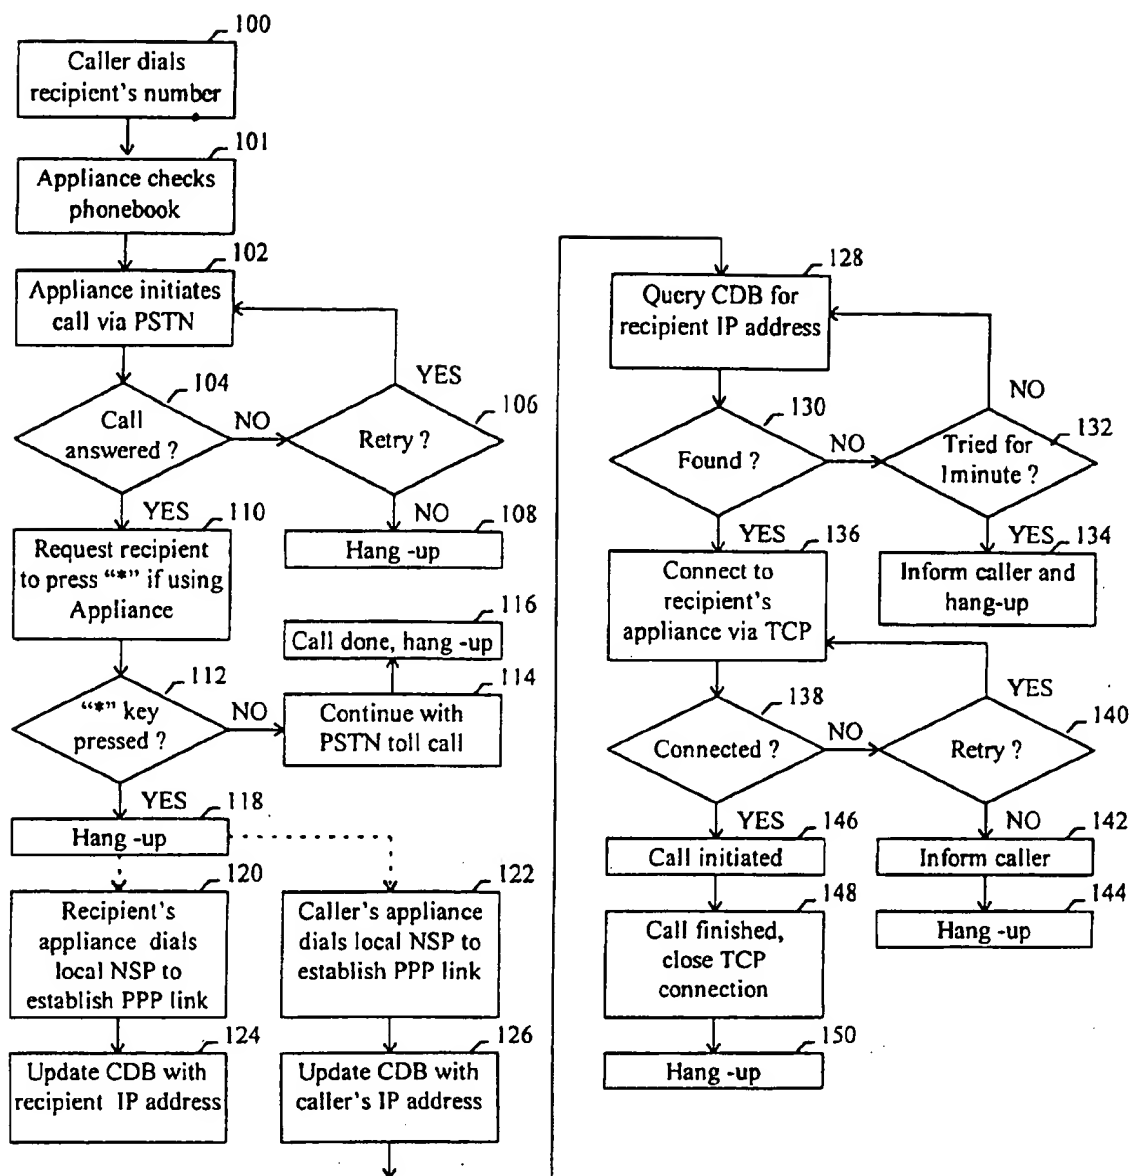 100
Caller dials
recipient's number
101
Appliance checks
phonebook
102
Appliance initiates
call via PSTN
104
Call
answered ?
NO
YES
106
Retry ?
YES
NO
108
Hang -up
110
Request recipient
to press “*” if using
Appliance
112
“*” key
pressed ?
NO
YES
114
Continue with
PSTN toll call
116
Call done, hang -up
118
Hang -up
120
Recipient's
appliance dials
local NSP to
establish PPP link
122
Caller's appliance
dials local NSP to
establish PPP link
124
Update CDB with
recipient IP address
126
Update CDB with
caller's IP address
128
Query CDB for
recipient IP address
130
Found ?
NO
YES
132
Tried for
1minute ?
NO
YES
134
Inform caller and
hang-up
136
Connect to
recipient's
appliance via TCP
138
Connected ?
NO
YES
140
Retry ?
YES
NO
142
Inform caller
144
Hang -up
146
Call initiated
148
Call finished,
close TCP
connection
150
Hang -up